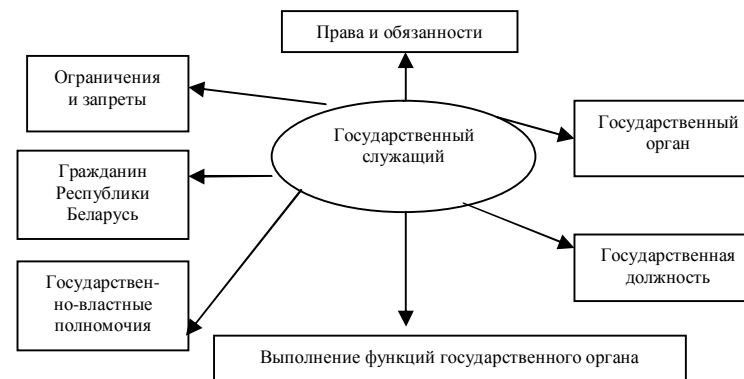 Права и обязанности
Ограничения
и запреты
Государственный
служащий
Государственный
орган
Гражданин
Республики
Беларусь
Государственная
должность
Государствен-
но-властные
полномочия
Выполнение функций государственного органа